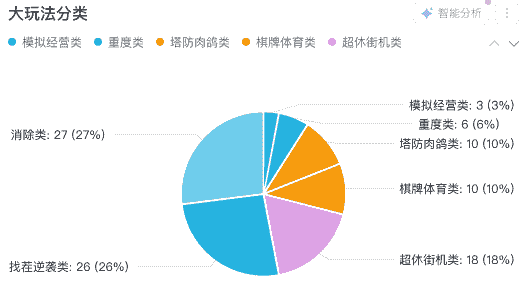 大玩法分类
智能分析
模拟经营类 重度类 塔防肉鸽类 棋牌体育类 超休街机类
模拟经营类: 3 (3%)
重度类: 6 (6%)
消除类: 27 (27%)
塔防肉鸽类: 10 (10%)
棋牌体育类: 10 (10%)
超休街机类: 18 (18%)
找茬逆袭类: 26 (26%)